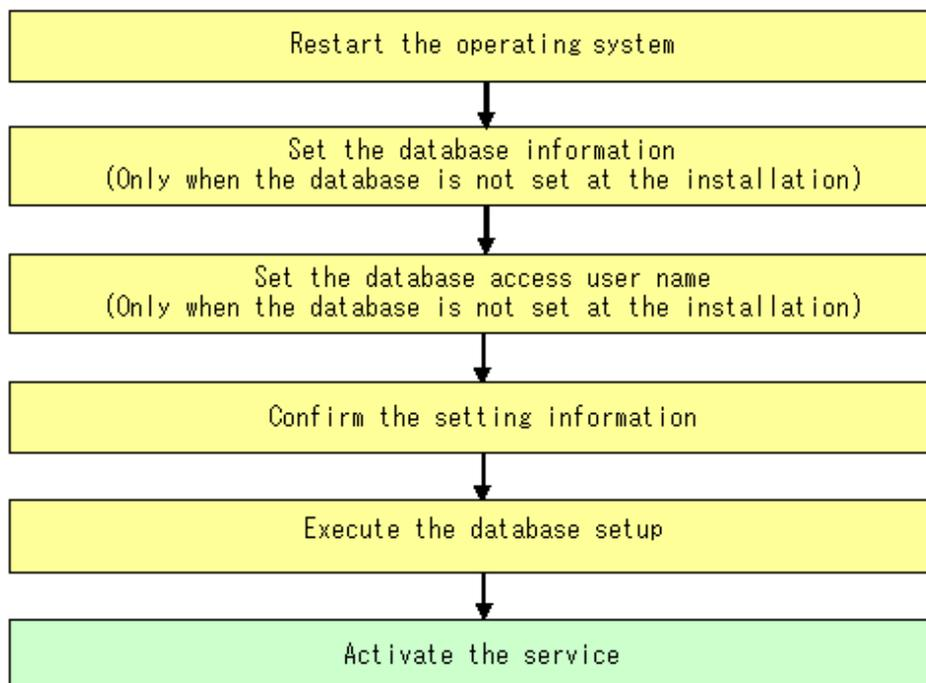 Restart the operating system
Set the database information
(Only when the database is not set at the installation)
Set the database access user name
(Only when the database is not set at the installation)
Confirm the setting information
Execute the database setup
Activate the service